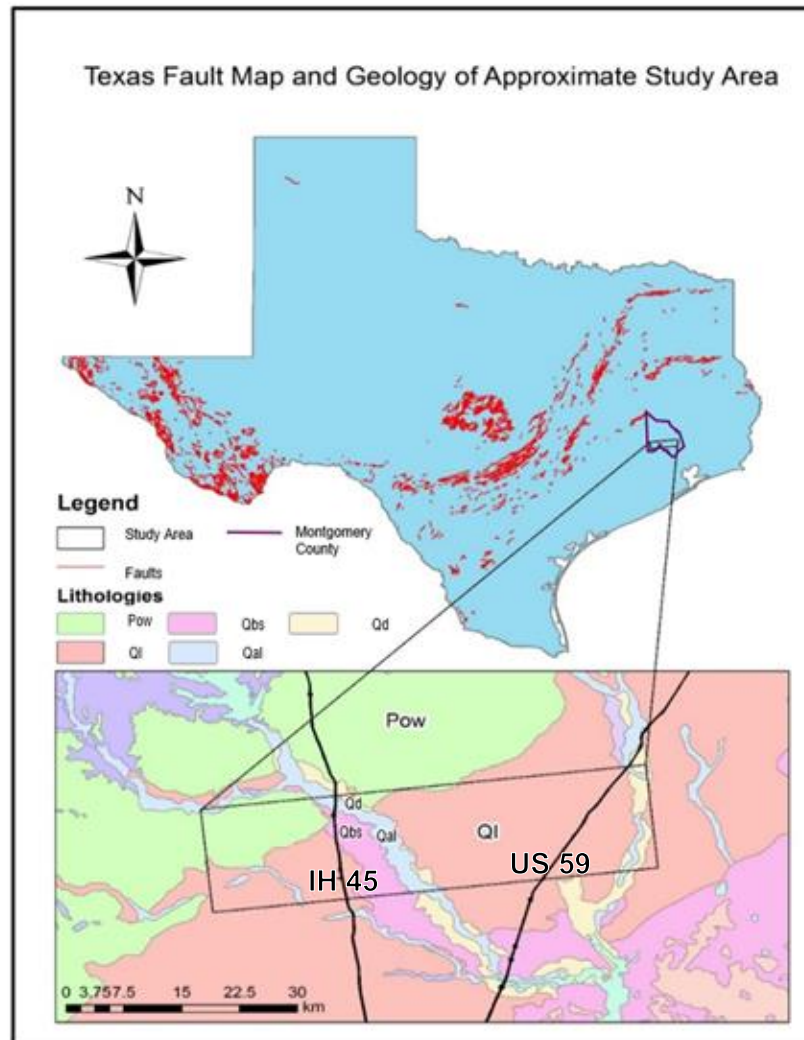 Texas Fault Map and Geology of Approximate Study Area
N
Legend
Study Area
Montgomery
County
Faults
Lithologies
Pow
Qbs
Qd
Ql
Qal
Pow
Qd
Qbs
Qal
Ql
IH 45
US 59
0 3.757.5 15 22.5 30
km